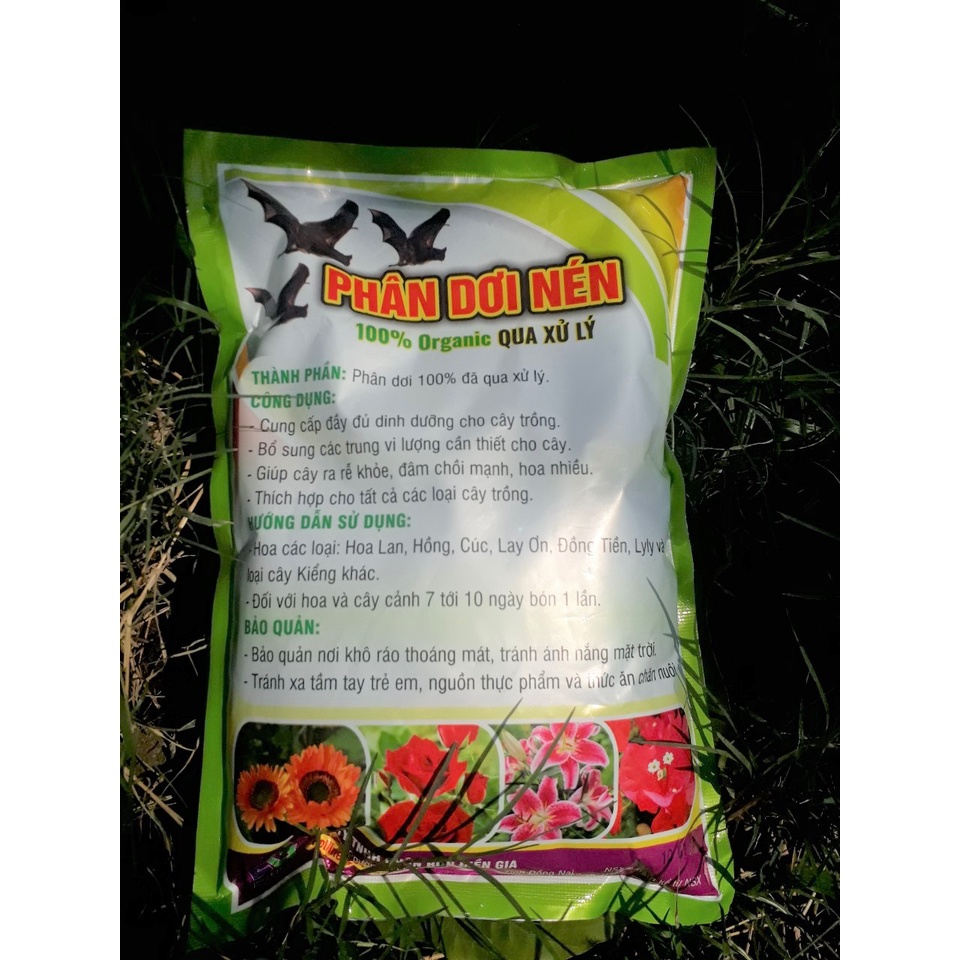 PHÂN DƠI NÉN
100% Organic QUA XỬ LÝ
THÀNH PHẦN: Phân dơi 100% đã qua xử lý.
CÔNG DỤNG:
- Cung cấp đầy đủ dinh dưỡng cho cây trồng.
- Bổ sung các trung vi lượng cần thiết cho cây.
- Giúp cây ra rễ khỏe, đâm chồi mạnh, hoa nhiều.
- Thích hợp cho tất cả các loại cây trồng.
HƯỚNG DẪN SỬ DỤNG:
-Hoa các loại: Hoa Lan, Hồng, Cúc, Lay Ơn, Đồng Tiền, Lyly và
loại cây Kiểng khác.
-Đối với hoa và cây cảnh 7 tới 10 ngày bón 1 lần.
BẢO QUẢN:
- Bảo quản nơi khô ráo thoáng mát, tránh ánh nắng mặt trời.
- Tránh xa tầm tay trẻ em, nguồn thực phẩm và thức ăn chăn nuôi
TNHH GIA
Đồng Nai NSX